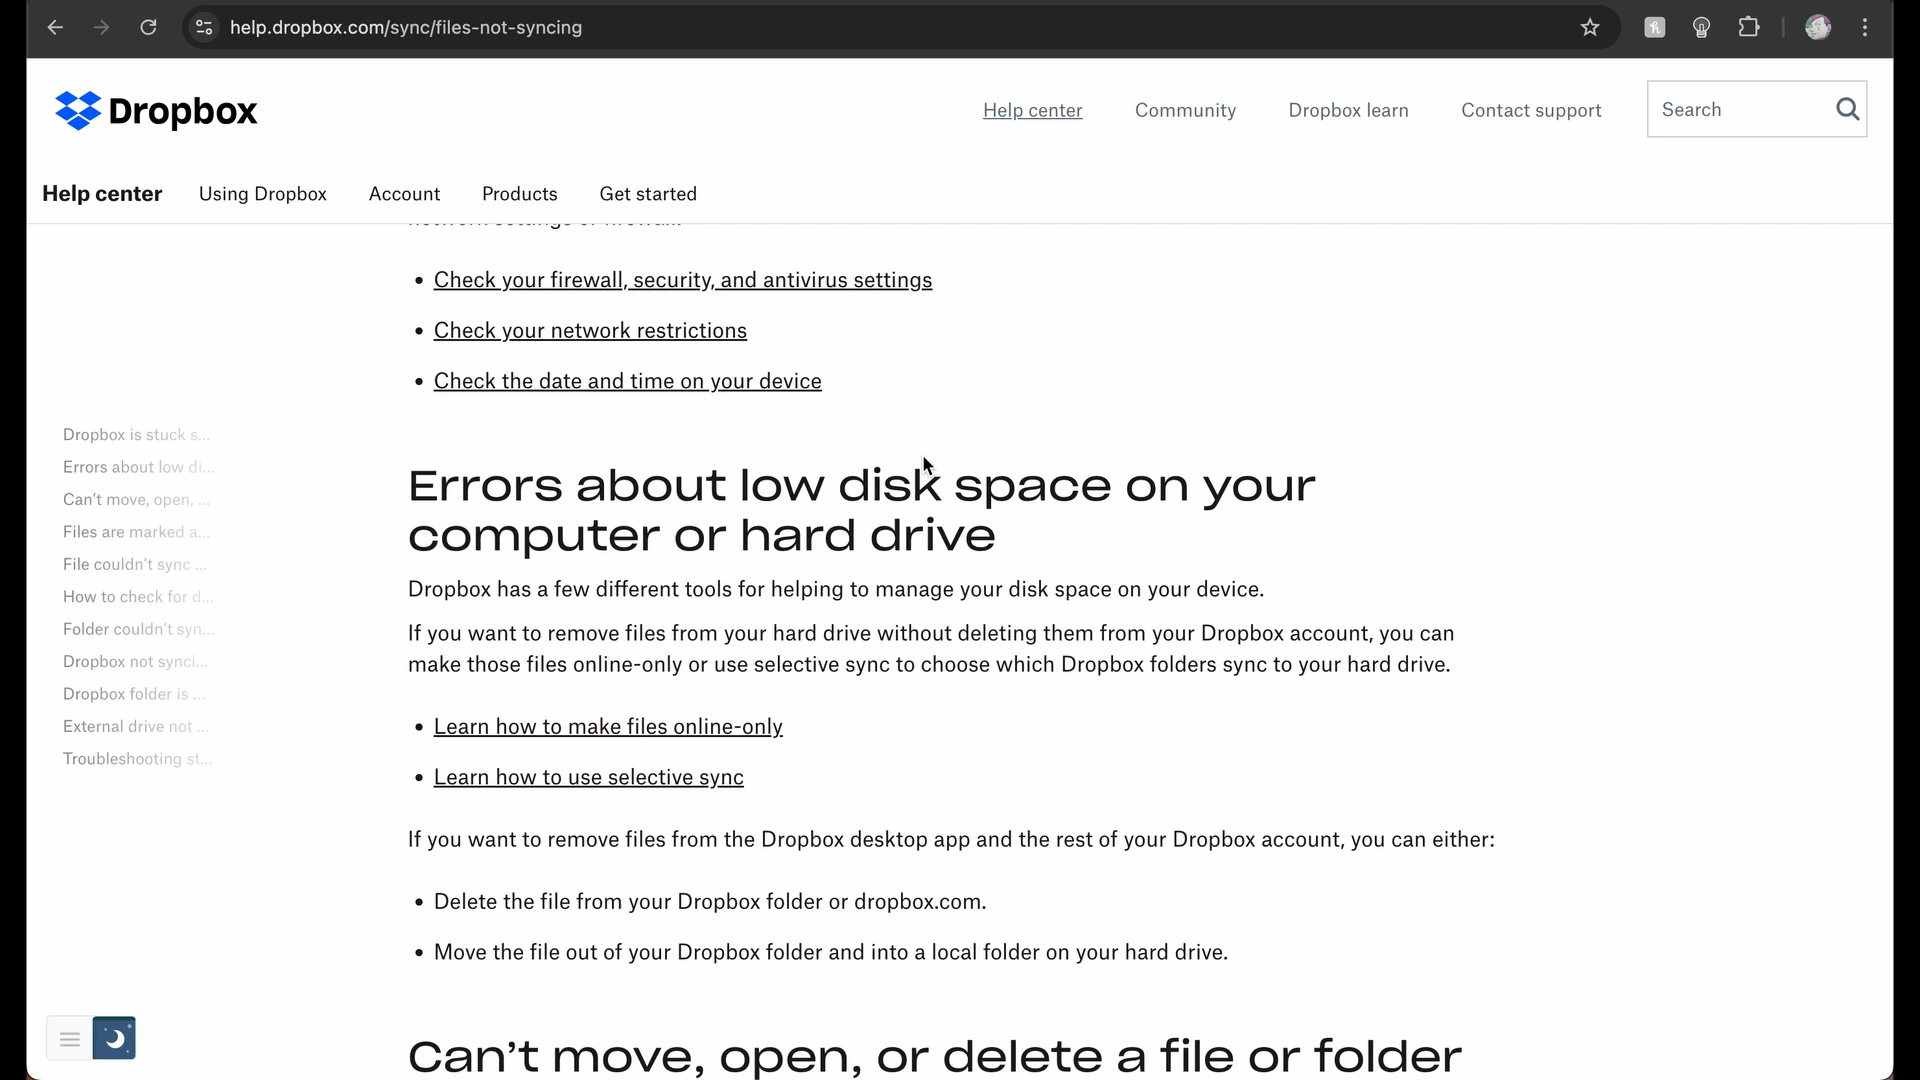 help.dropbox.com/sync/files-not-syncing
Dropbox
Help center
Community
Dropbox learn
Contact support
Search
Help center
Using Dropbox
Account
Products
Get started
network settings or firewall.
• Check your firewall, security, and antivirus settings
• Check your network restrictions
• Check the date and time on your device
Dropbox is stuck s...
Errors about low di...
Can't move, open, ...
Files are marked a...
File couldn't sync ...
How to check for d...
Folder couldn't syn...
Dropbox not synci...
Dropbox folder is ...
External drive not ...
Troubleshooting st...
Errors about low disk space on your
computer or hard drive
Dropbox has a few different tools for helping to manage your disk space on your device.
If you want to remove files from your hard drive without deleting them from your Dropbox account, you can
make those files online-only or use selective sync to choose which Dropbox folders sync to your hard drive.
• Learn how to make files online-only
• Learn how to use selective sync
If you want to remove files from the Dropbox desktop app and the rest of your Dropbox account, you can either:
• Delete the file from your Dropbox folder or dropbox.com.
• Move the file out of your Dropbox folder and into a local folder on your hard drive.
Can't move, open, or delete a file or folder